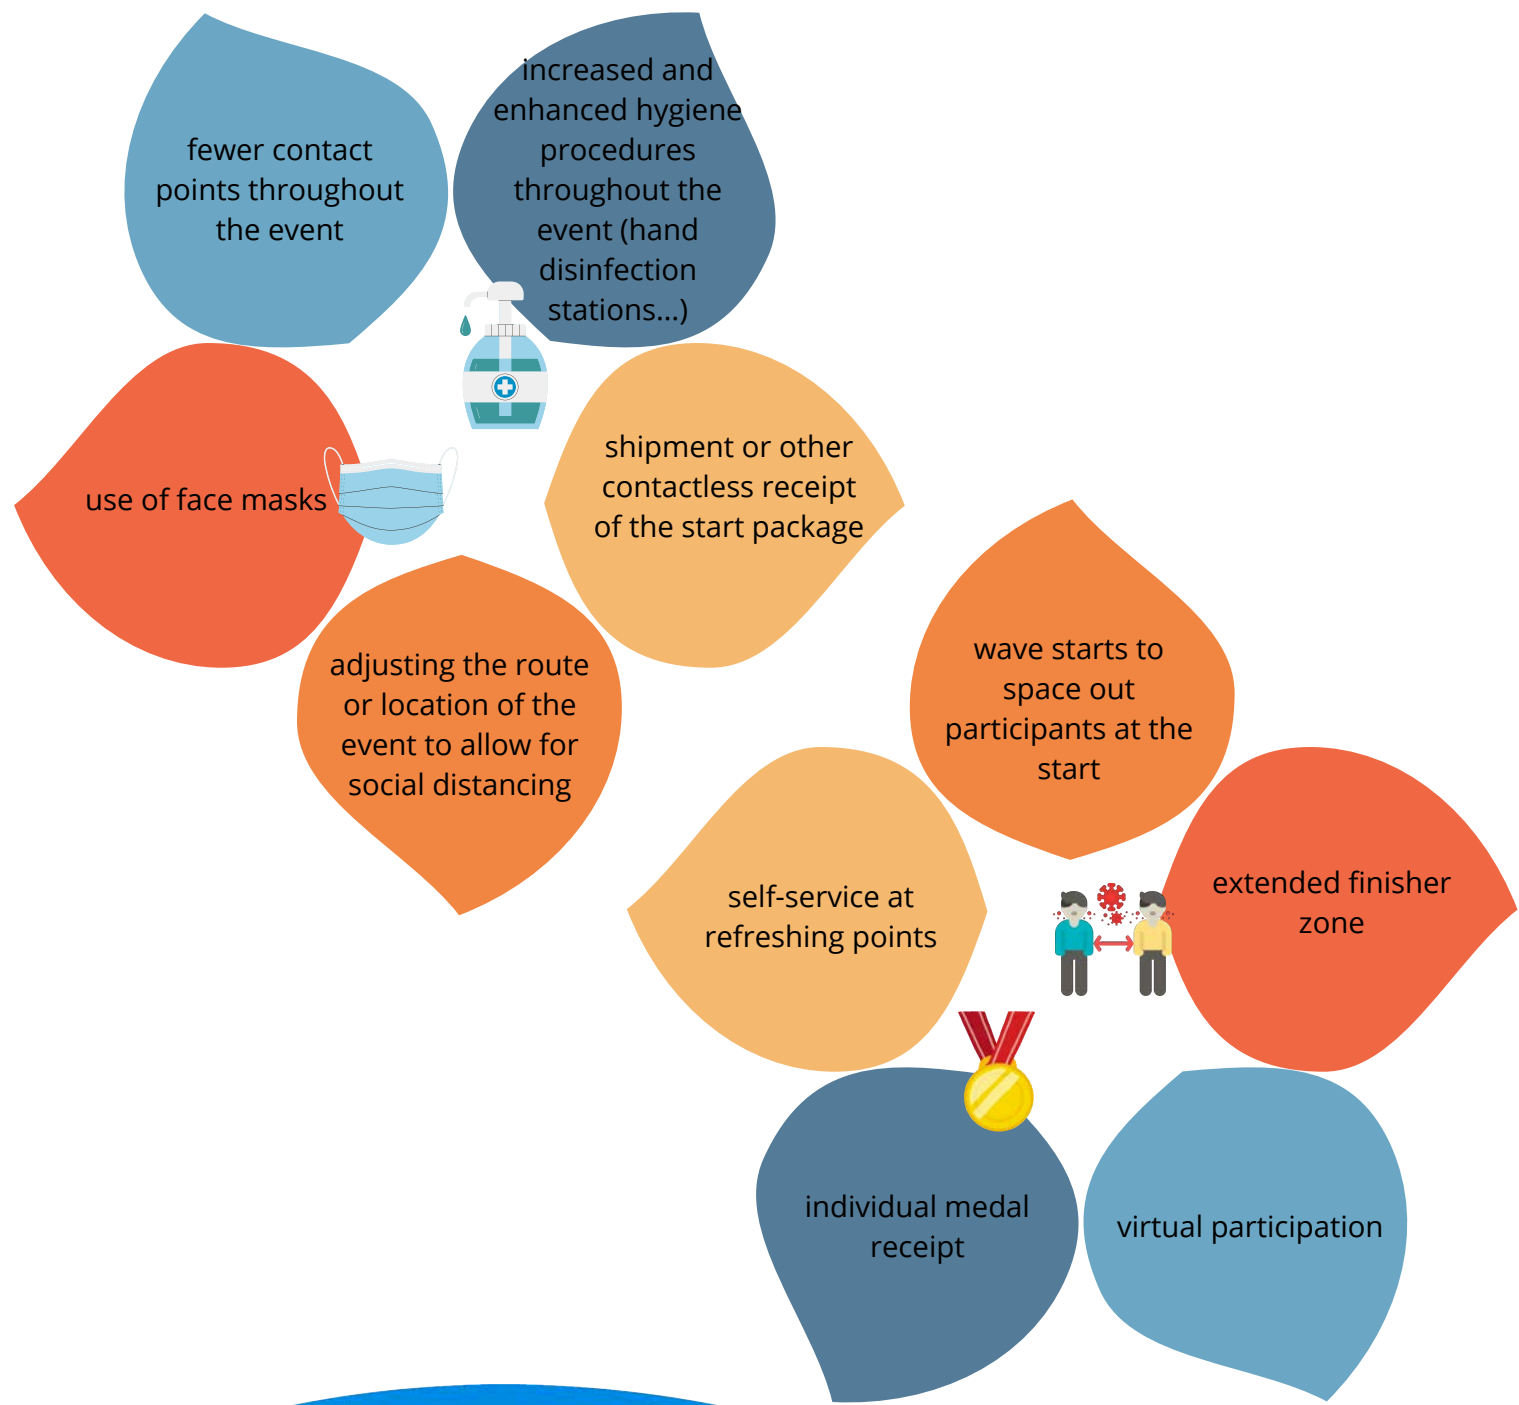 fewer contact
points throughout
the event
increased and
enhanced hygiene
procedures
throughout the
event (hand
disinfection
stations...)
use of face masks
shipment or other
contactless receipt
of the start package
adjusting the route
or location of the
event to allow for
social distancing
wave starts to
space out
participants at the
start
self-service at
refreshing points
extended finisher
zone
individual medal
receipt
virtual participation